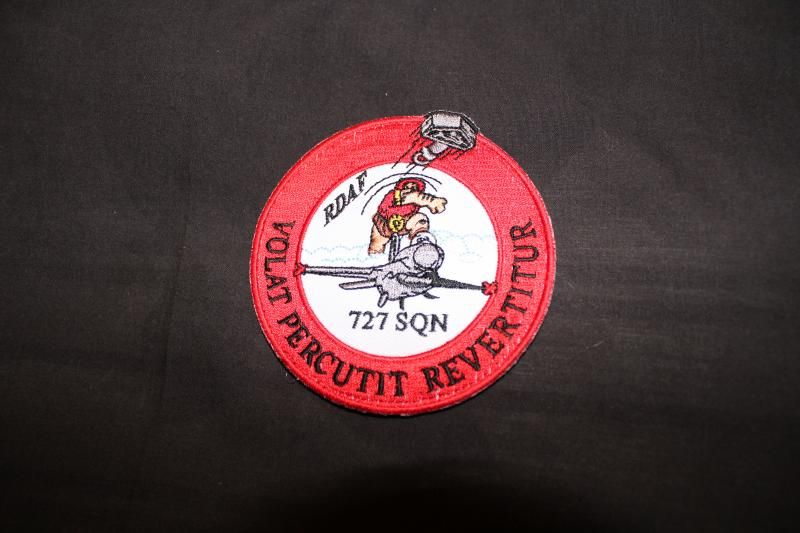 RDAF
727 SQN
VOLAT PERCUTIT REVERTITUR